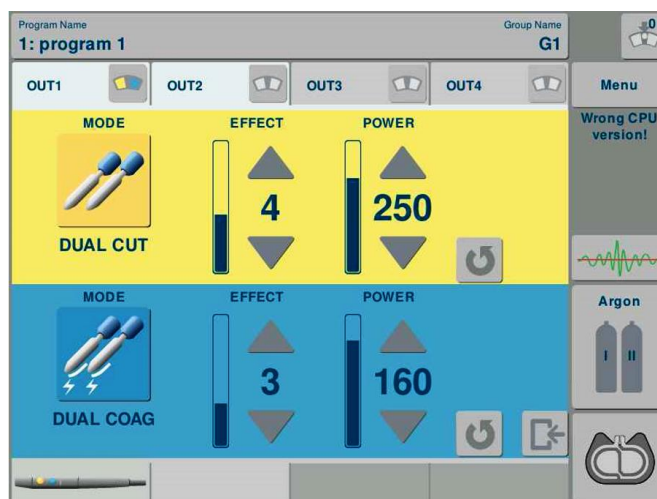 Program Name
Group Name
1: program 1
G1
0
OUT1
OUT2
OUT3
OUT4
Menu
Wrong CPU
version!
MODE
EFFECT
POWER
4
250
DUAL CUT
MODE
EFFECT
POWER
3
160
DUAL COAG
Argon
I II